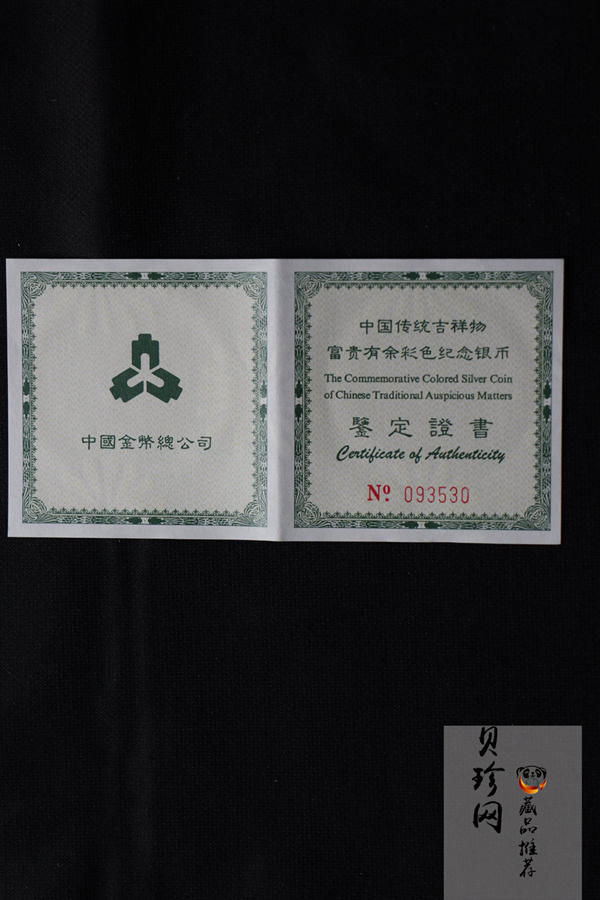 中國金幣總公司
中国传统吉祥物
富贵有余彩色纪念银币
The Commemorative Colored Silver Coin
of Chinese Traditional Auspicious Matters
鑒定證書
Certificate of Authenticity
Nº 093530
贝珍网
藏品推荐